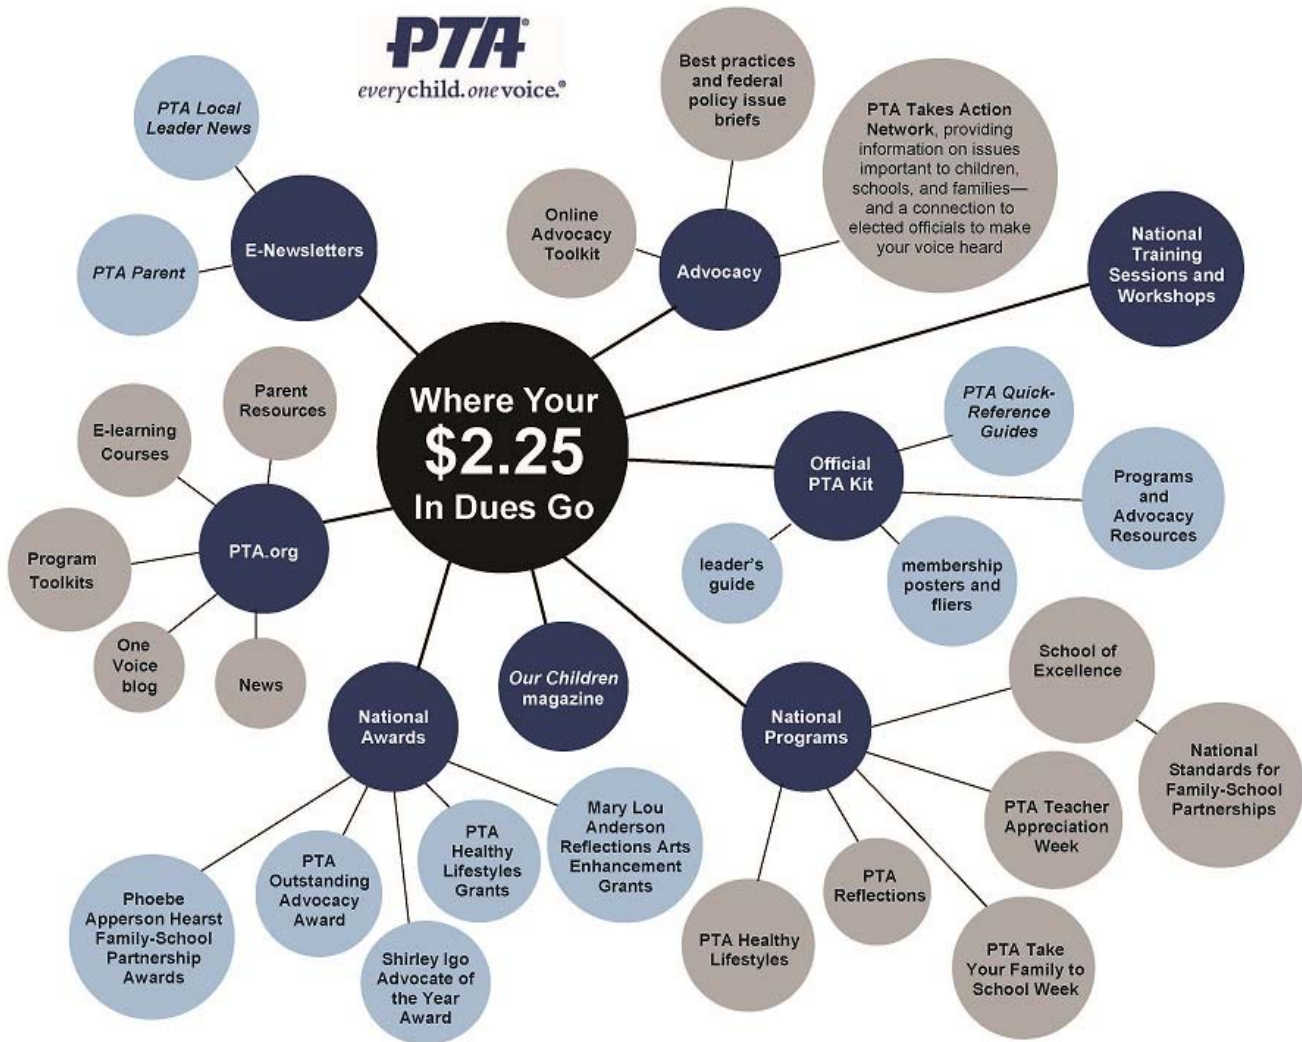 PTA®
everychild.onevoice.®
PTA Local
Leader News
PTA Parent
E-Newsletters
Best practices
and federal
policy issue
briefs
Online
Advocacy
Toolkit
Advocacy
PTA Takes Action
Network, providing
information on issues
important to children,
schools, and families—
and a connection to
elected officials to make
your voice heard
National
Training
Sessions and
Workshops
Where Your
$2.25
In Dues Go
Parent
Resources
E-learning
Courses
Program
Toolkits
PTA.org
One
Voice
blog
News
Official
PTA Kit
PTA Quick-
Reference
Guides
Programs
and
Advocacy
Resources
leader's
guide
membership
posters and
fliers
National
Awards
Our Children
magazine
National
Programs
School of
Excellence
National
Standards for
Family-School
Partnerships
PTA Teacher
Appreciation
Week
PTA Take
Your Family to
School Week
PTA
Reflections
PTA Healthy
Lifestyles
Mary Lou
Anderson
Reflections Arts
Enhancement
Grants
PTA
Healthy
Lifestyles
Grants
Shirley Igo
Advocate of
the Year
Award
PTA
Outstanding
Advocacy
Award
Phoebe
Apperson Hearst
Family-School
Partnership
Awards